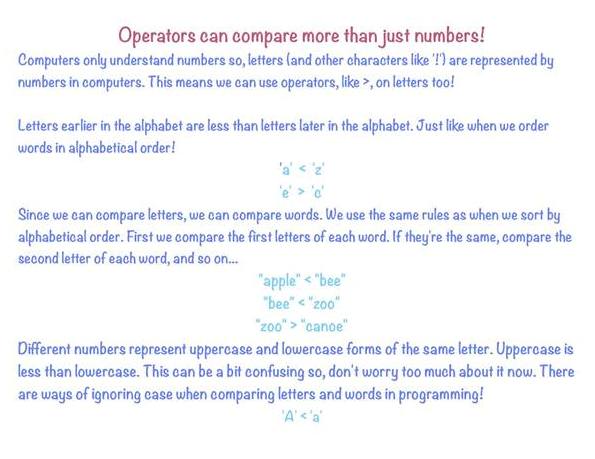 Operators can compare more than just numbers!
Computers only understand numbers so, letters (and other characters like '!') are represented by
numbers in computers. This means we can use operators, like >, on letters too!
Letters earlier in the alphabet are less than letters later in the alphabet. Just like when we order
words in alphabetical order!
'a' < 'z'
'e' > 'c'
Since we can compare letters, we can compare words. We use the same rules as when we sort by
alphabetical order. First we compare the first letters of each word. If they're the same, compare the
second letter of each word, and so on...
"apple" < "bee"
"bee" < "zoo"
"zoo" > "canoe"
Different numbers represent uppercase and lowercase forms of the same letter. Uppercase is
less than lowercase. This can be a bit confusing so, don't worry too much about it now. There
are ways of ignoring case when comparing letters and words in programming!
'A' < 'a'